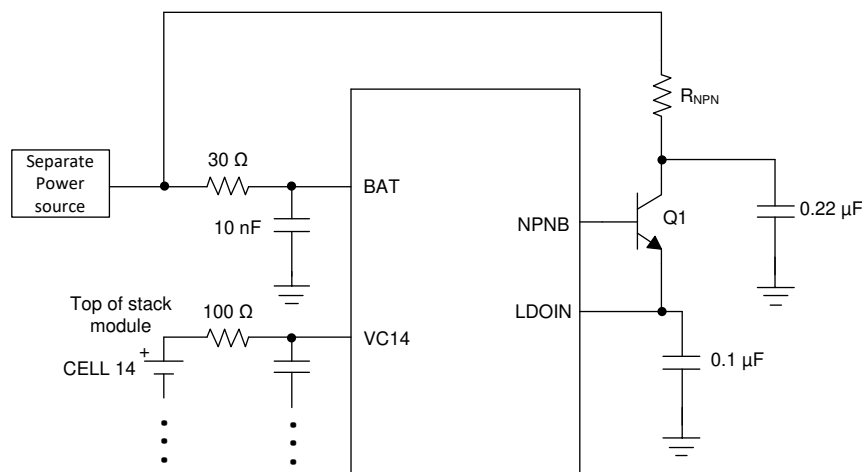 R_NPN
Separate
Power
source
30 Ω
BAT
10 nF
NPNB
Q1
0.22 µF
Top of stack
module
100 Ω
LDOIN
VC14
+
CELL 14
0.1 µF